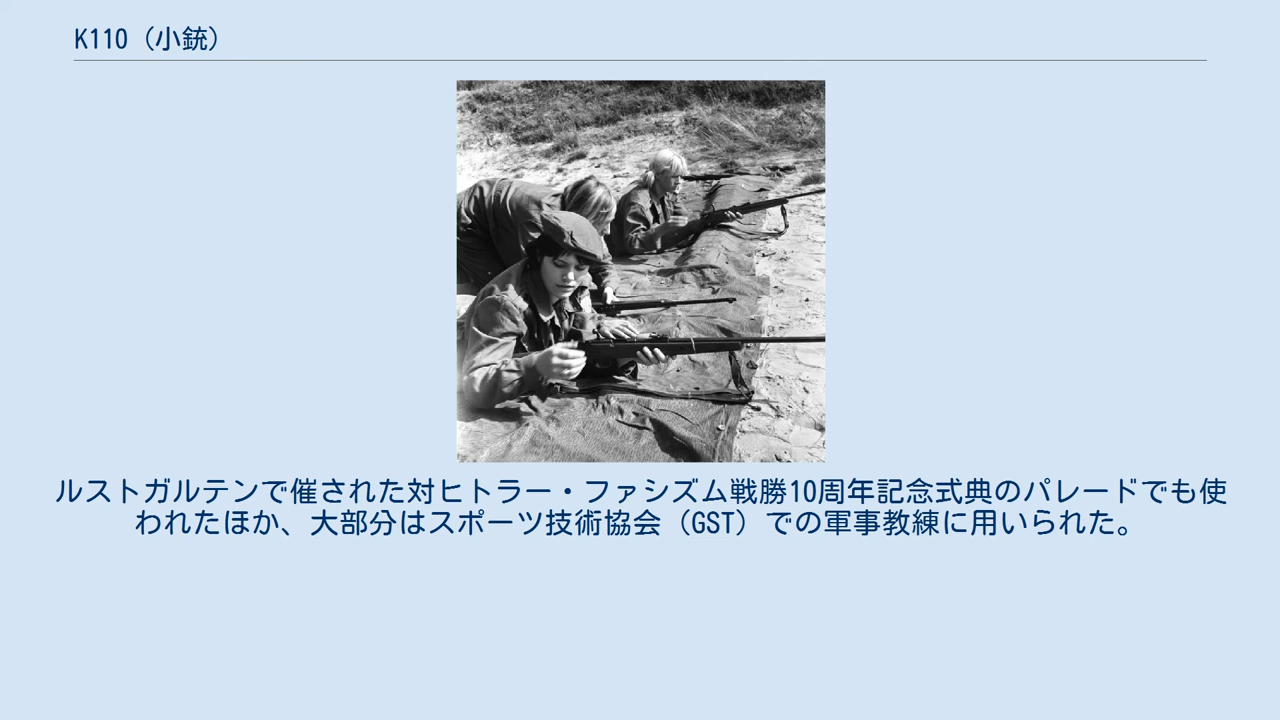 K110（小銃）
ルストガルテンで催された対ヒトラー・ファシズム戦勝10周年記念式典のパレードでも使
われたほか、大部分はスポーツ技術協会（GST）での軍事教練に用いられた。